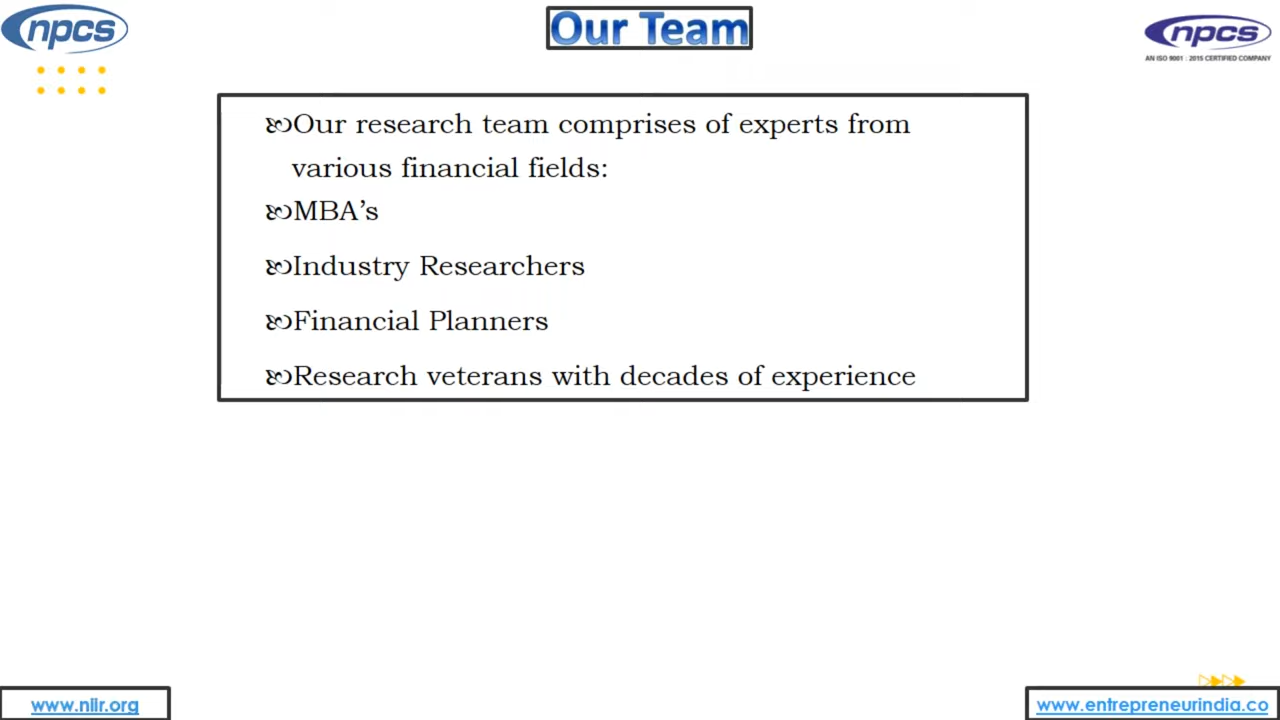 npcs
Our Team
npcs
AN ISO 9001 : 2015 CERTIFIED COMPANY
Our research team comprises of experts from
various financial fields:
MBA’s
Industry Researchers
Financial Planners
Research veterans with decades of experience
www.niir.org
www.entrepreneurindia.co